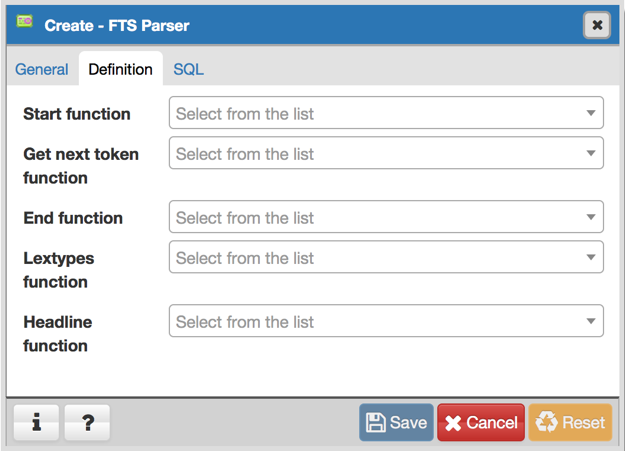 Create - FTS Parser
General Definition SQL
Start function Select from the list
Get next token Select from the list
function
End function Select from the list
Lextypes Select from the list
function
Headline Select from the list
function
i ? Save Cancel Reset